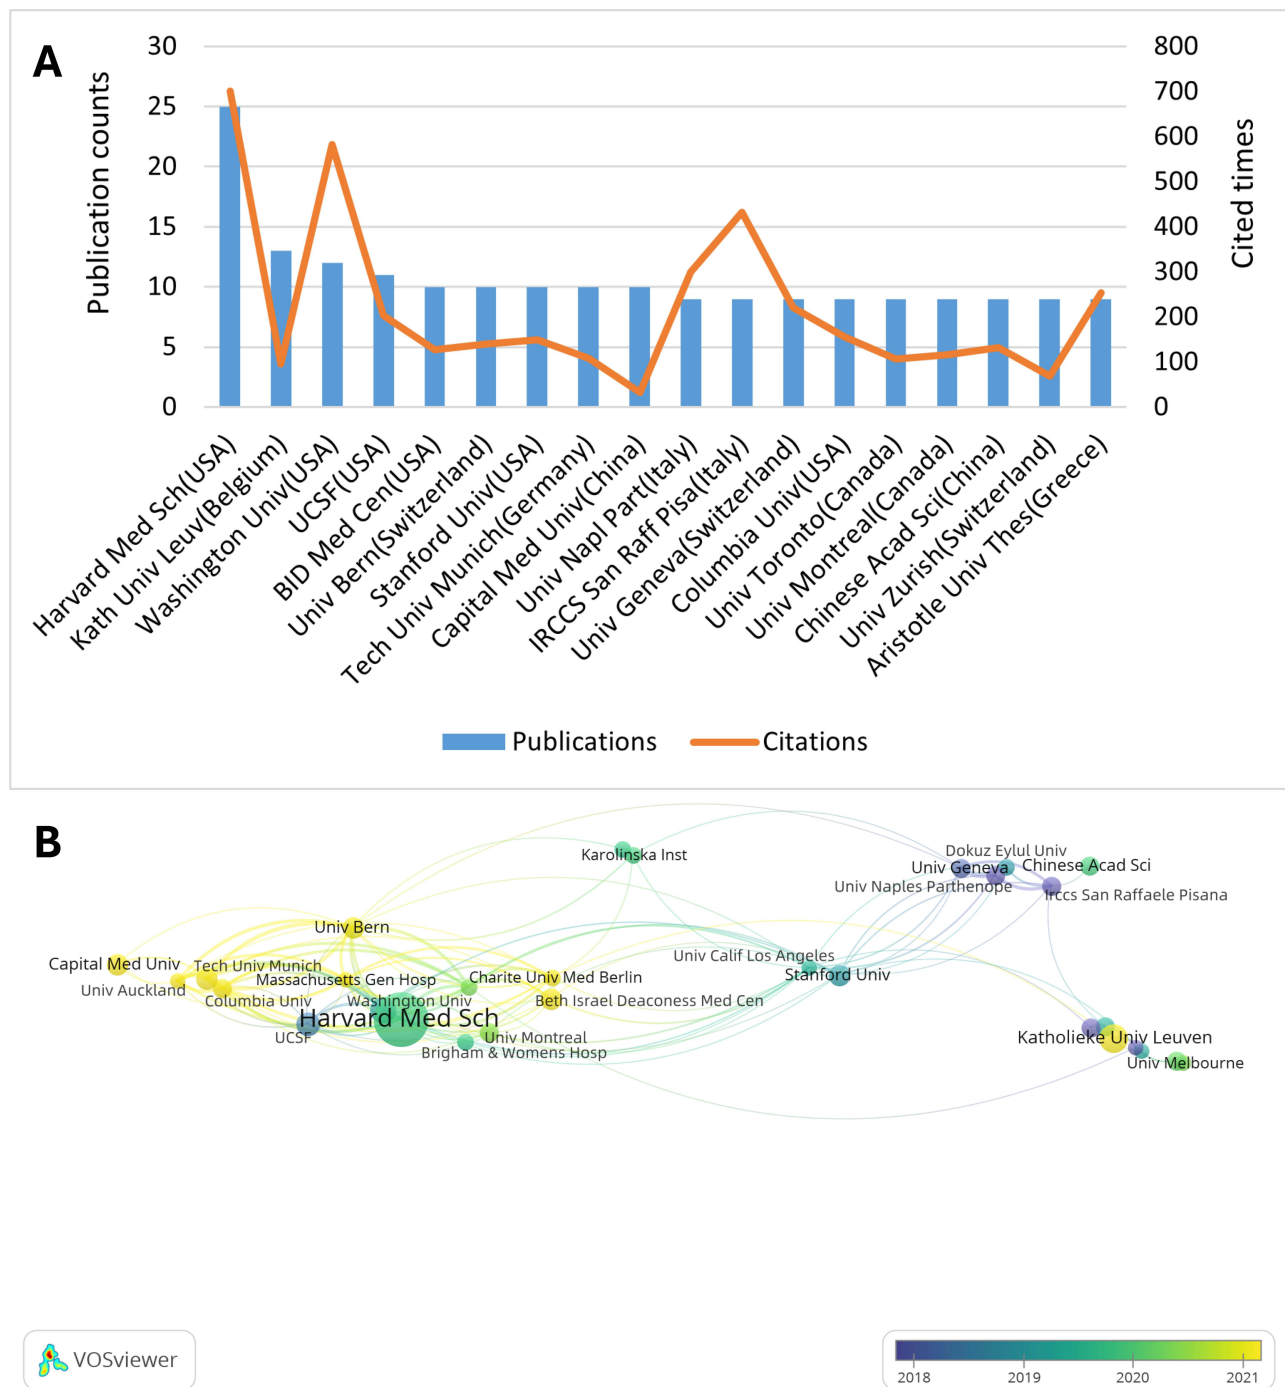 A
Publication counts
30
25
20
15
10
5
0
800
700
600
500
400
300
200
100
0
Cited times
Harvard Med Sch(USA)
Kath Univ Leuv(Belgium)
Washington Univ(USA)
UCSF(USA)
BID Med Cen(USA)
Univ Bern(Switzerland)
Stanford Univ(USA)
Tech Univ Munich(Germany)
Capital Med Univ(China)
Univ Napl Part(Italy)
IRCCS San Raff Pisa(Italy)
Univ Geneva(Switzerland)
Columbia Univ(USA)
Univ Toronto(Canada)
Univ Montreal(Canada)
Chinese Acad Sci(China)
Univ Zurish(Switzerland)
Aristotle Univ Thes(Greece)
Publications
Citations
B
Karolinska Inst
Dokuz Eylul Univ
Univ Geneva
Chinese Acad Sci
Univ Naples Parthenope
Irccs San Raffaele Pisana
Univ Bern
Capital Med Univ
Tech Univ Munich
Univ Auckland
Massachusetts Gen Hosp
Charite Univ Med Berlin
Univ Calif Los Angeles
Stanford Univ
Columbia Univ
Washington Univ
Beth Israel Deaconess Med Cen
Harvard Med Sch
UCSF
Univ Montreal
Brigham & Womens Hosp
Katholieke Univ Leuven
Univ Melbourne
VOSviewer
2018
2019
2020
2021